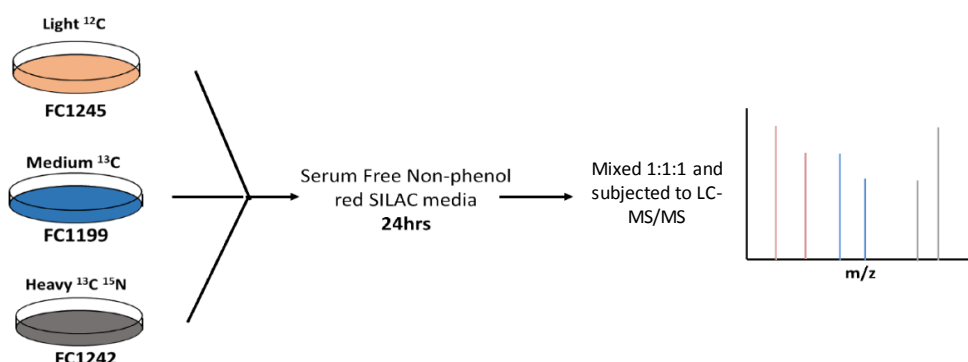 Light ¹²C
FC1245
Medium ¹³C
FC1199
Heavy ¹³C ¹⁵N
FC1242
Serum Free Non-phenol
red SILAC media
24hrs
Mixed 1:1:1 and
subjected to LC-
MS/MS
m/z